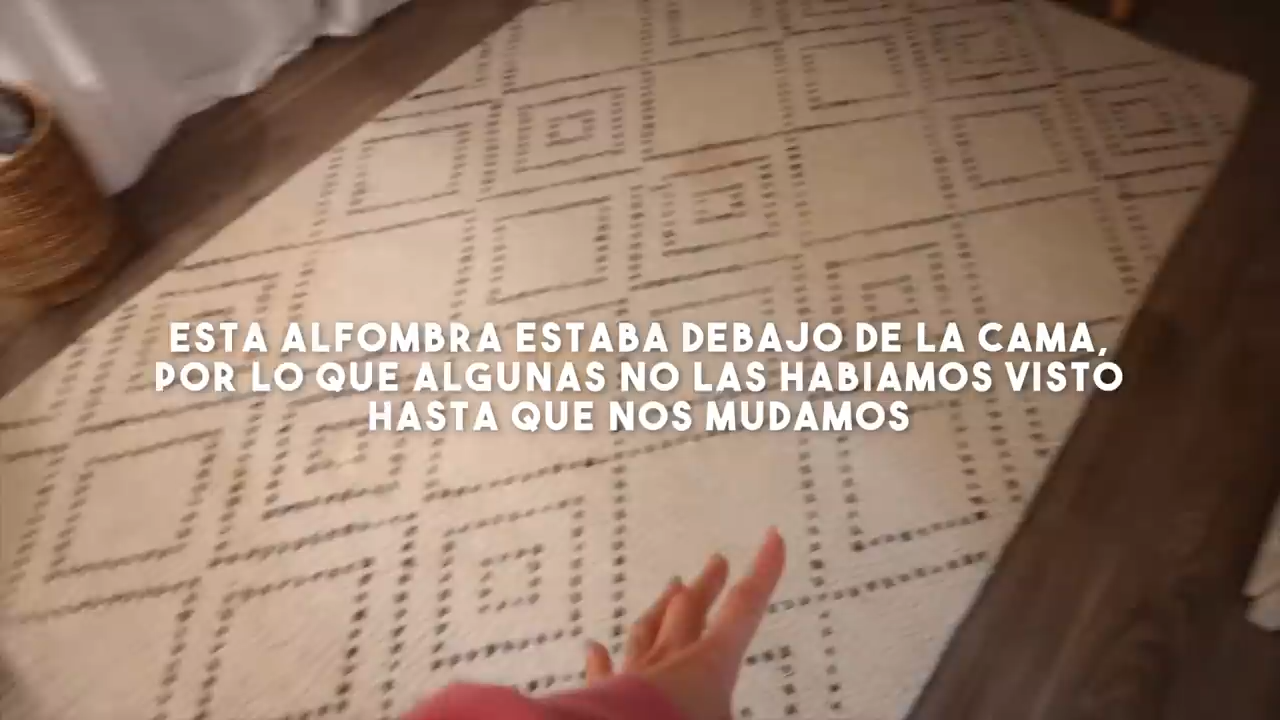 ESTA ALFOMBRA ESTABA DEBAJO DE LA CAMA,
POR LO QUE ALGUNAS NO LAS HABIAMOS VISTO
HASTA QUE NOS MUDAMOS